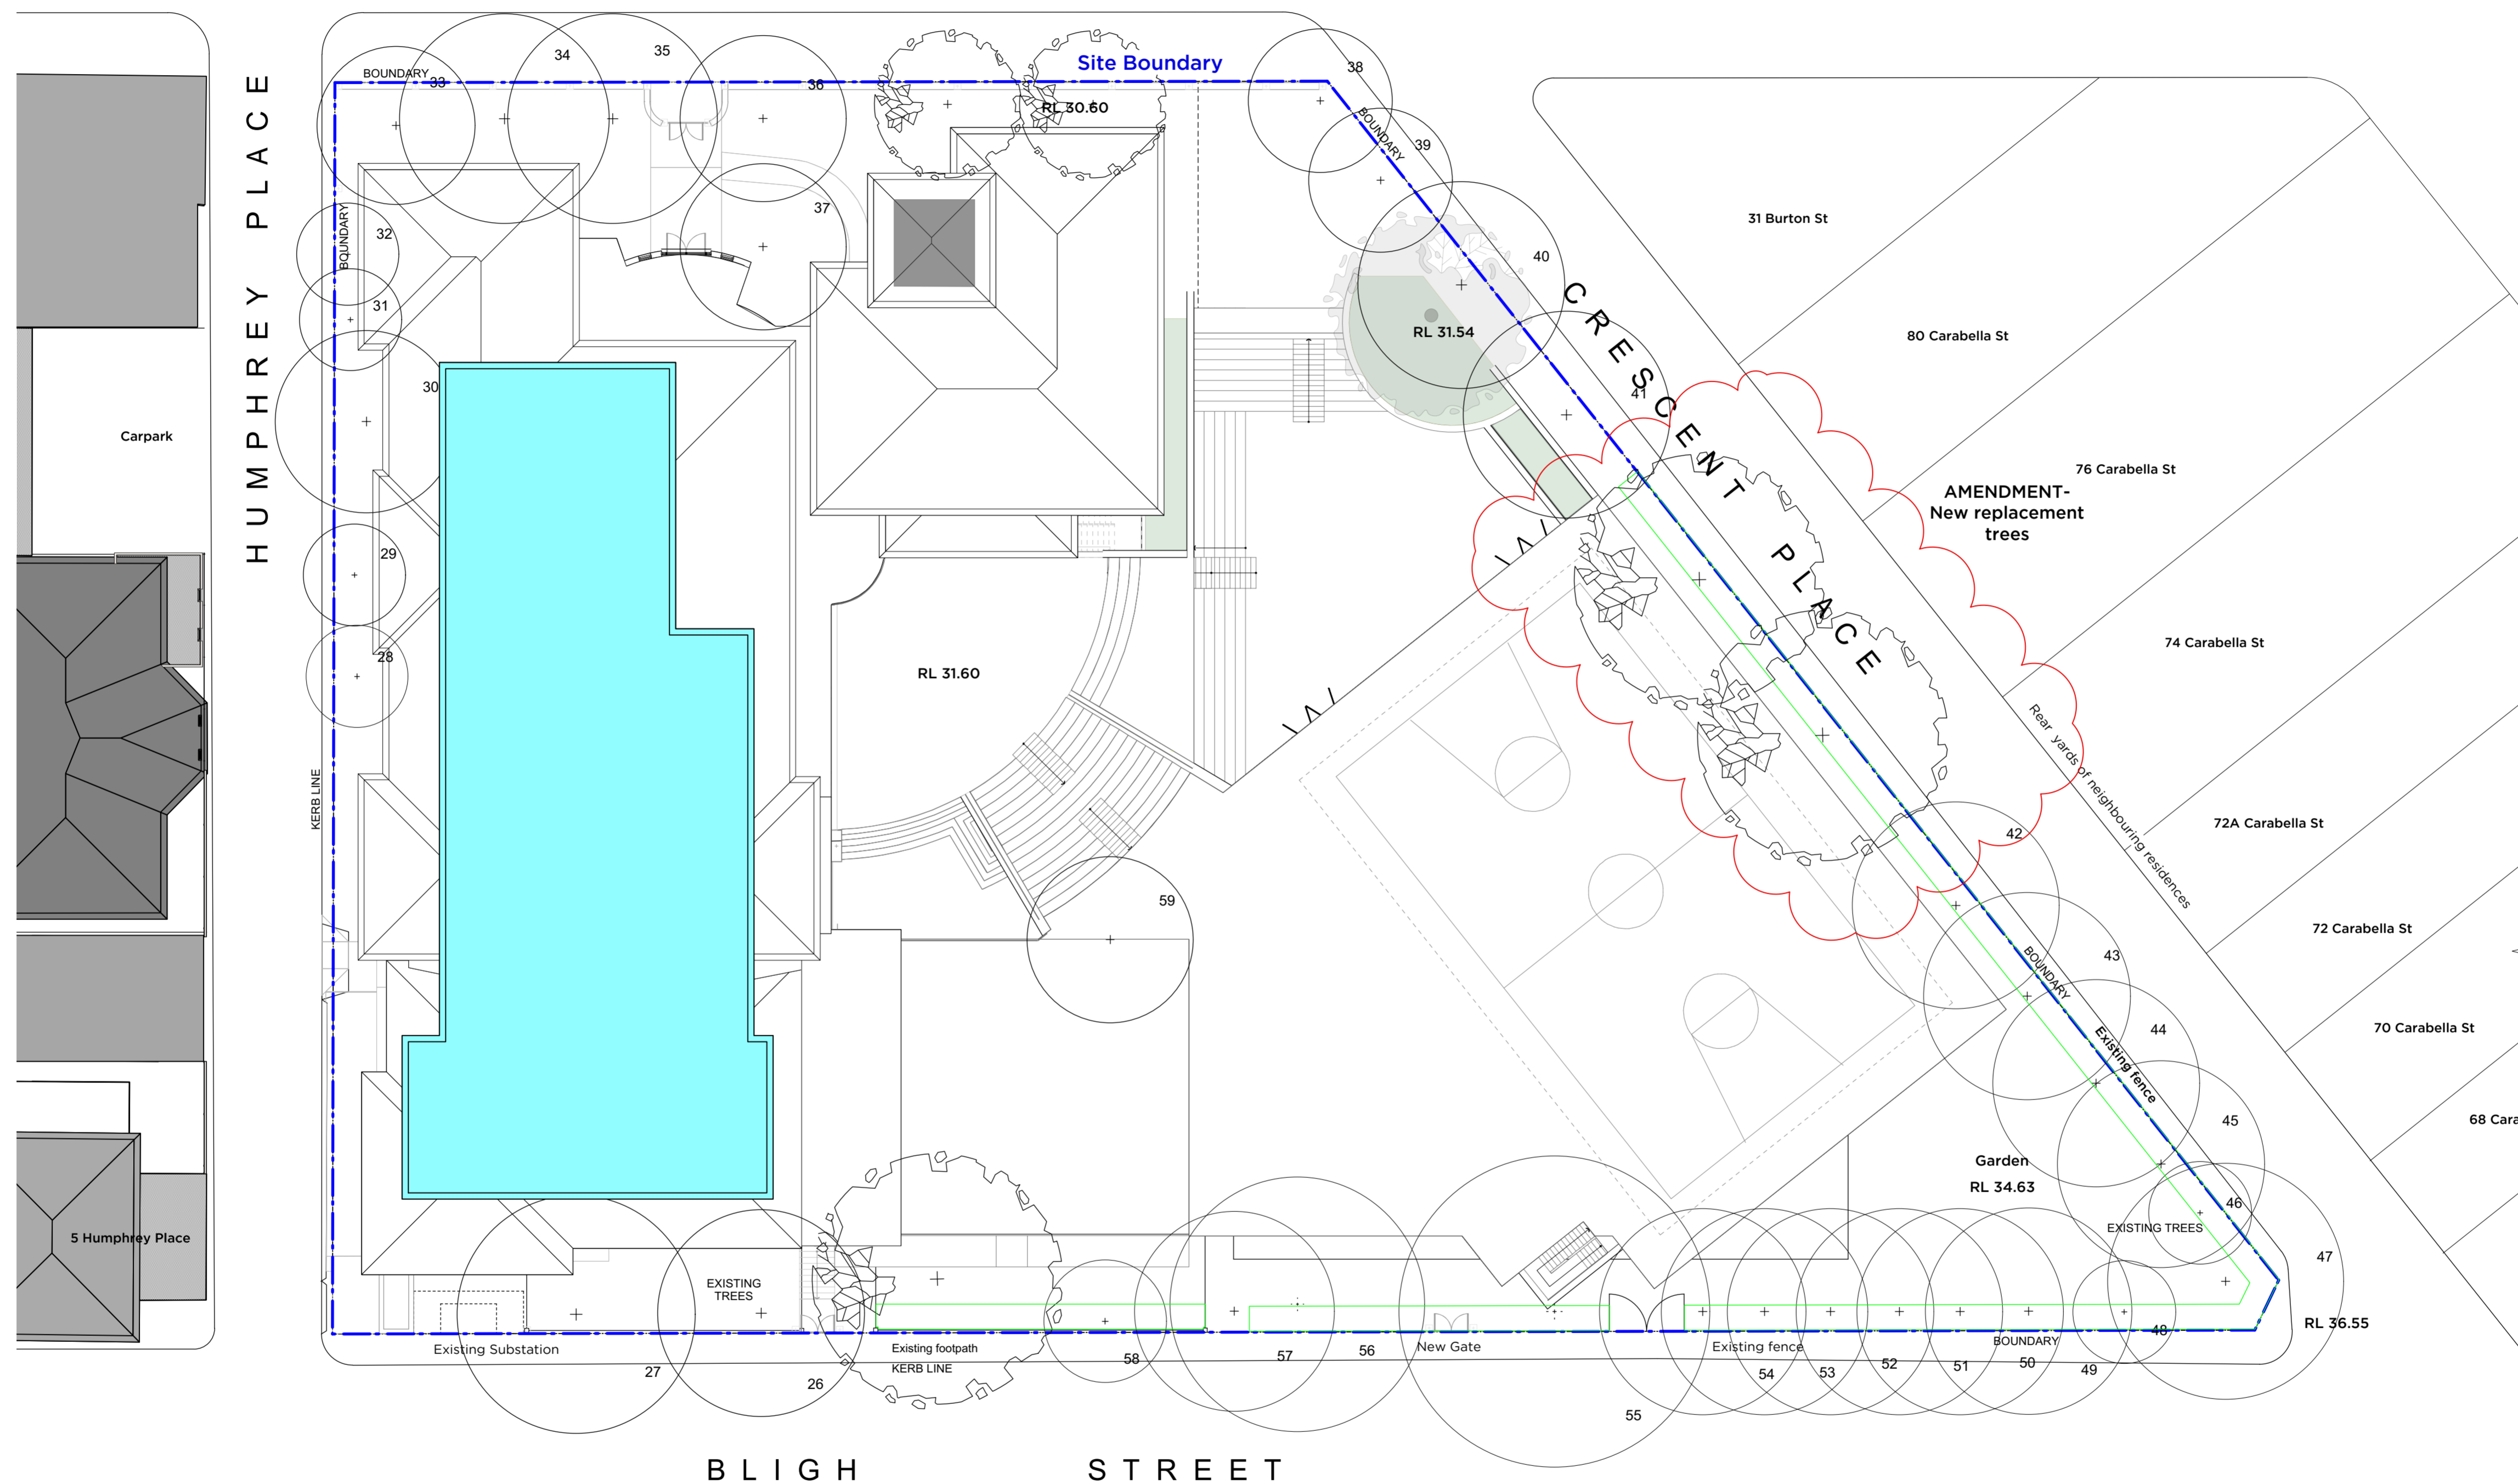 34
35
Site Boundary
38
BOUNDARY
33
36
RL 30.60
BOUNDARY
39
HUMPHREY PLACE
37
31 Burton St
32
BOUNDARY
40
31
RL 31.54
80 Carabella St
30
41
CRESCENT PLACE
Carpark
76 Carabella St
AMENDMENT-
New replacement
trees
29
28
RL 31.60
74 Carabella St
Rear yards of neighbouring residences
KERB LINE
42
72A Carabella St
59
72 Carabella St
43
BOUNDARY
44
70 Carabella St
Existing fence
45
68 Cara
Garden
RL 34.63
46
EXISTING TREES
5 Humphrey Place
47
EXISTING
TREES
RL 36.55
48
Existing Substation
Existing footpath
KERB LINE
New Gate
Existing fence
BOUNDARY
27
26
58
57
56
55
54
53
52
51
50
49
BLIGH STREET